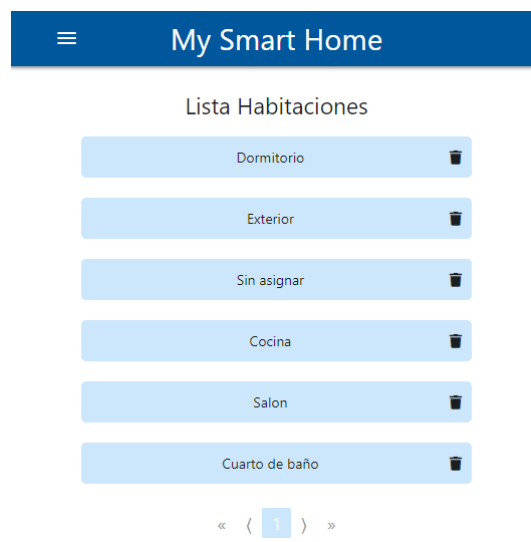 My Smart Home
Lista Habitaciones
Dormitorio
Exterior
Sin asignar
Cocina
Salon
Cuarto de baño
« ⟨ 1 ⟩ »